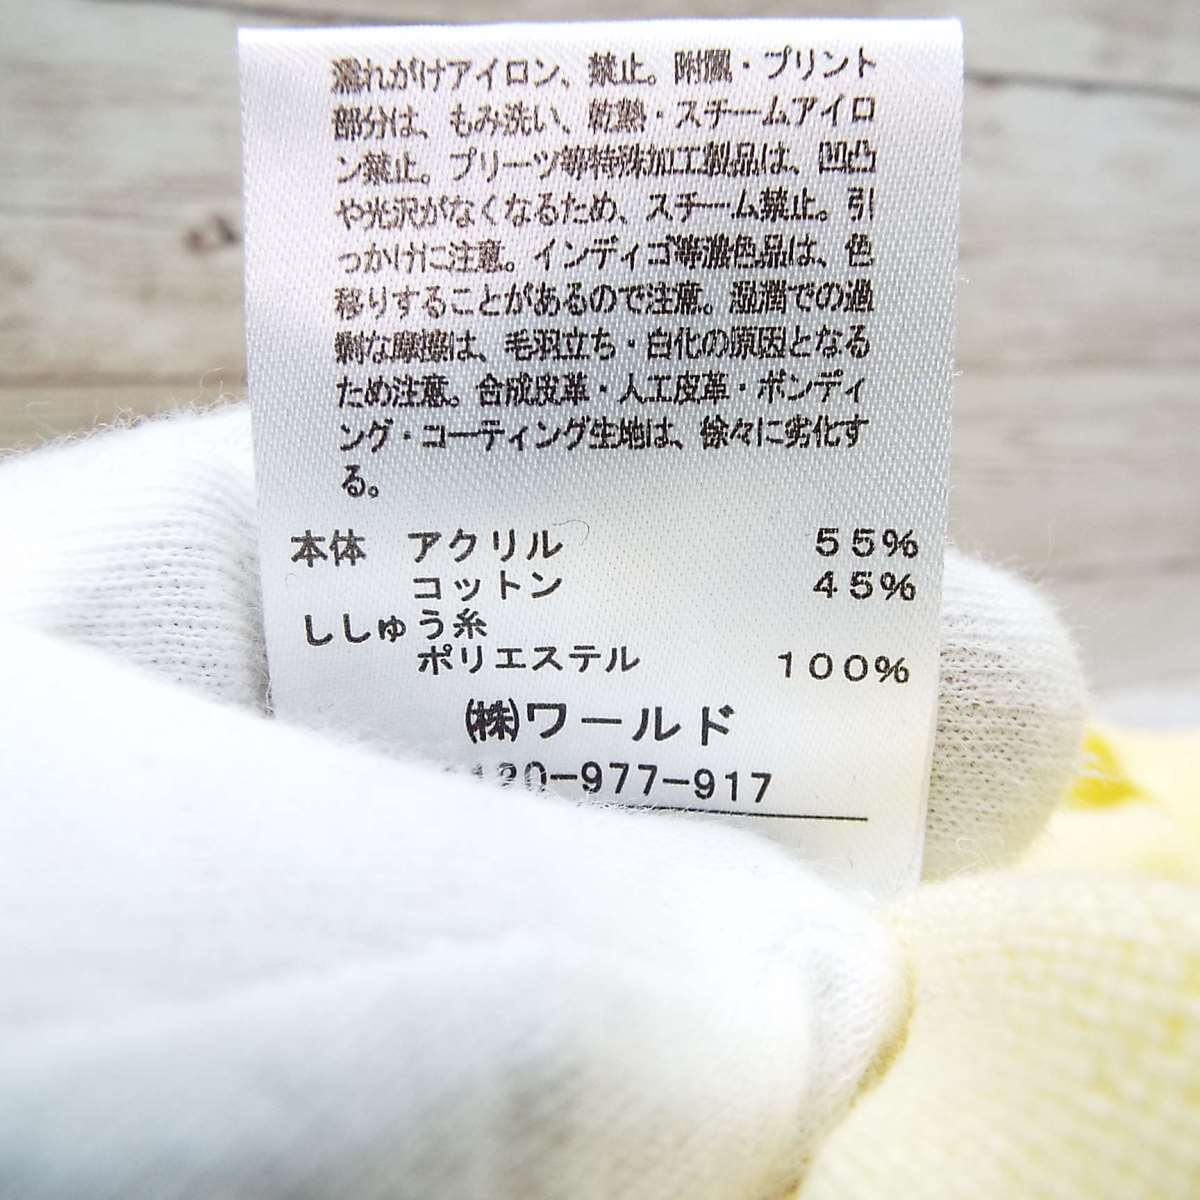 濡れがけアイロン、禁止。附属・プリント
部分は、もみ洗い、乾熱・スチームアイロ
ン禁止。プリーツ等特殊加工製品は、凹凸
や光沢がなくなるため、スチーム禁止。引
っかけに注意。インディゴ等濃色品は、色
移りすることがあるので注意。湿潤での過
剰な摩擦は、毛羽立ち・白化の原因となる
ため注意。合成皮革・人工皮革・ボンディ
ング・コーティング生地は、徐々に劣化す
る。
本体 アクリル 55%
コットン 45%
ししゅう糸
ポリエステル 100%
㈱ワールド
120-977-917